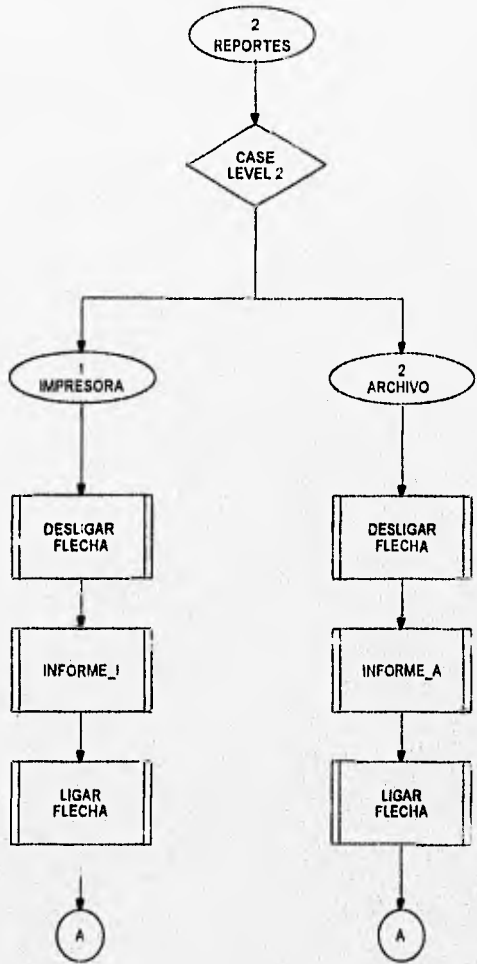 2
REPORTES
CASE
LEVEL 2
1
IMPRESORA
2
ARCHIVO
DESLIGAR
FLECHA
DESLIGAR
FLECHA
INFORME_I
INFORME_A
LIGAR
FLECHA
LIGAR
FLECHA
A
A